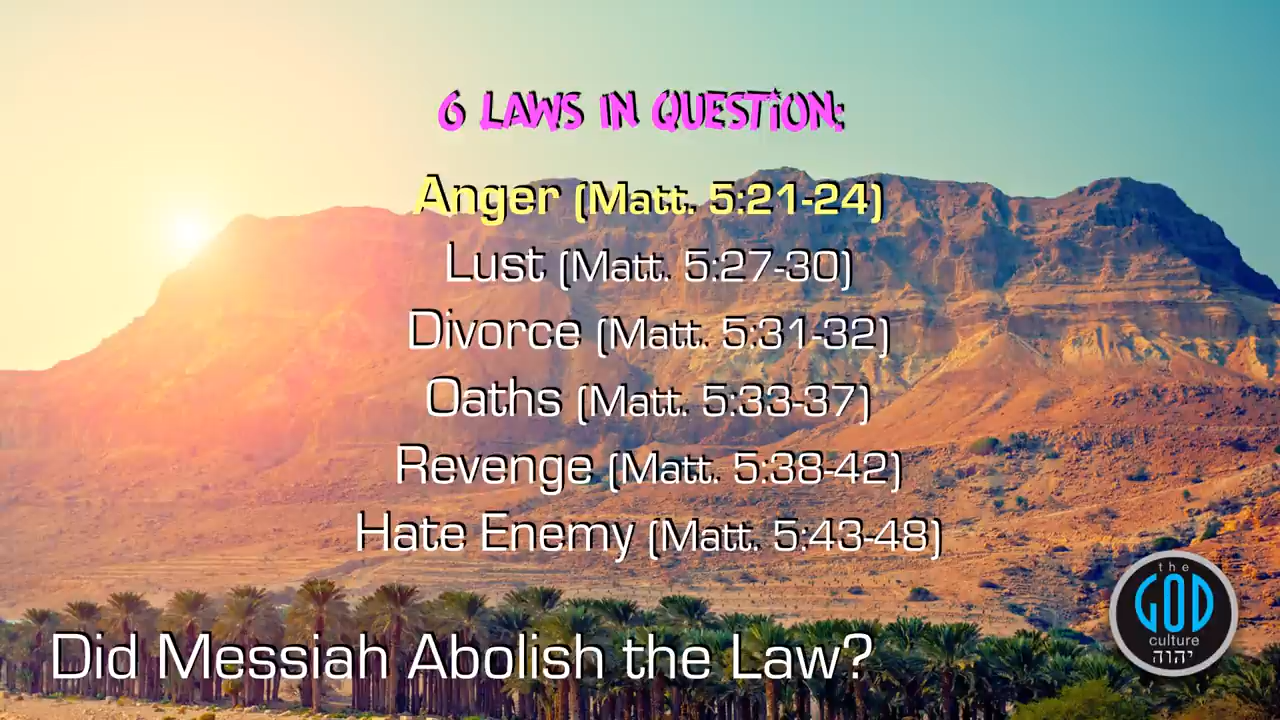 6 LAWS IN QUESTION:
Anger (Matt. 5:21-24)
Lust (Matt. 5:27-30)
Divorce (Matt. 5:31-32)
Oaths (Matt. 5:33-37)
Revenge (Matt. 5:38-42)
Hate Enemy (Matt. 5:43-48)
Did Messiah Abolish the Law?
the
GOD
culture
יהוה